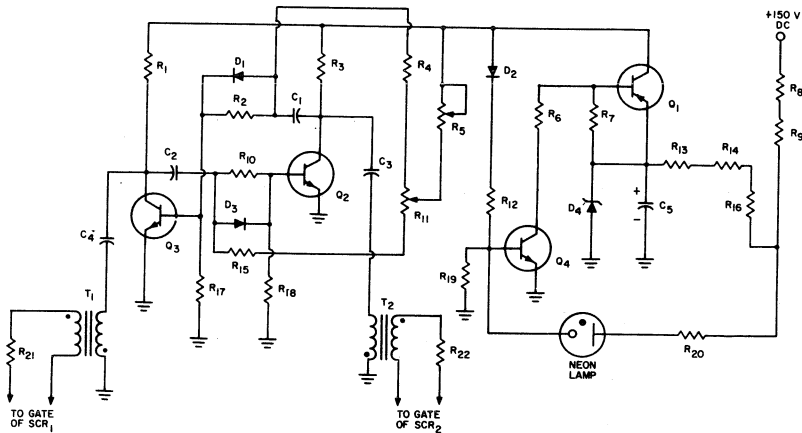 +150 V
DC
R1
D1
R2
C1
R3
R4
R5
D2
R6
R7
Q1
R8
R9
C2
R10
Q2
C3
R11
R12
R13
R14
R16
D4
+
C5
−
C4
Q3
D3
R15
R17
R18
R19
Q4
T1
T2
R21
R22
R20
NEON
LAMP
TO GATE
OF SCR1
TO GATE
OF SCR2